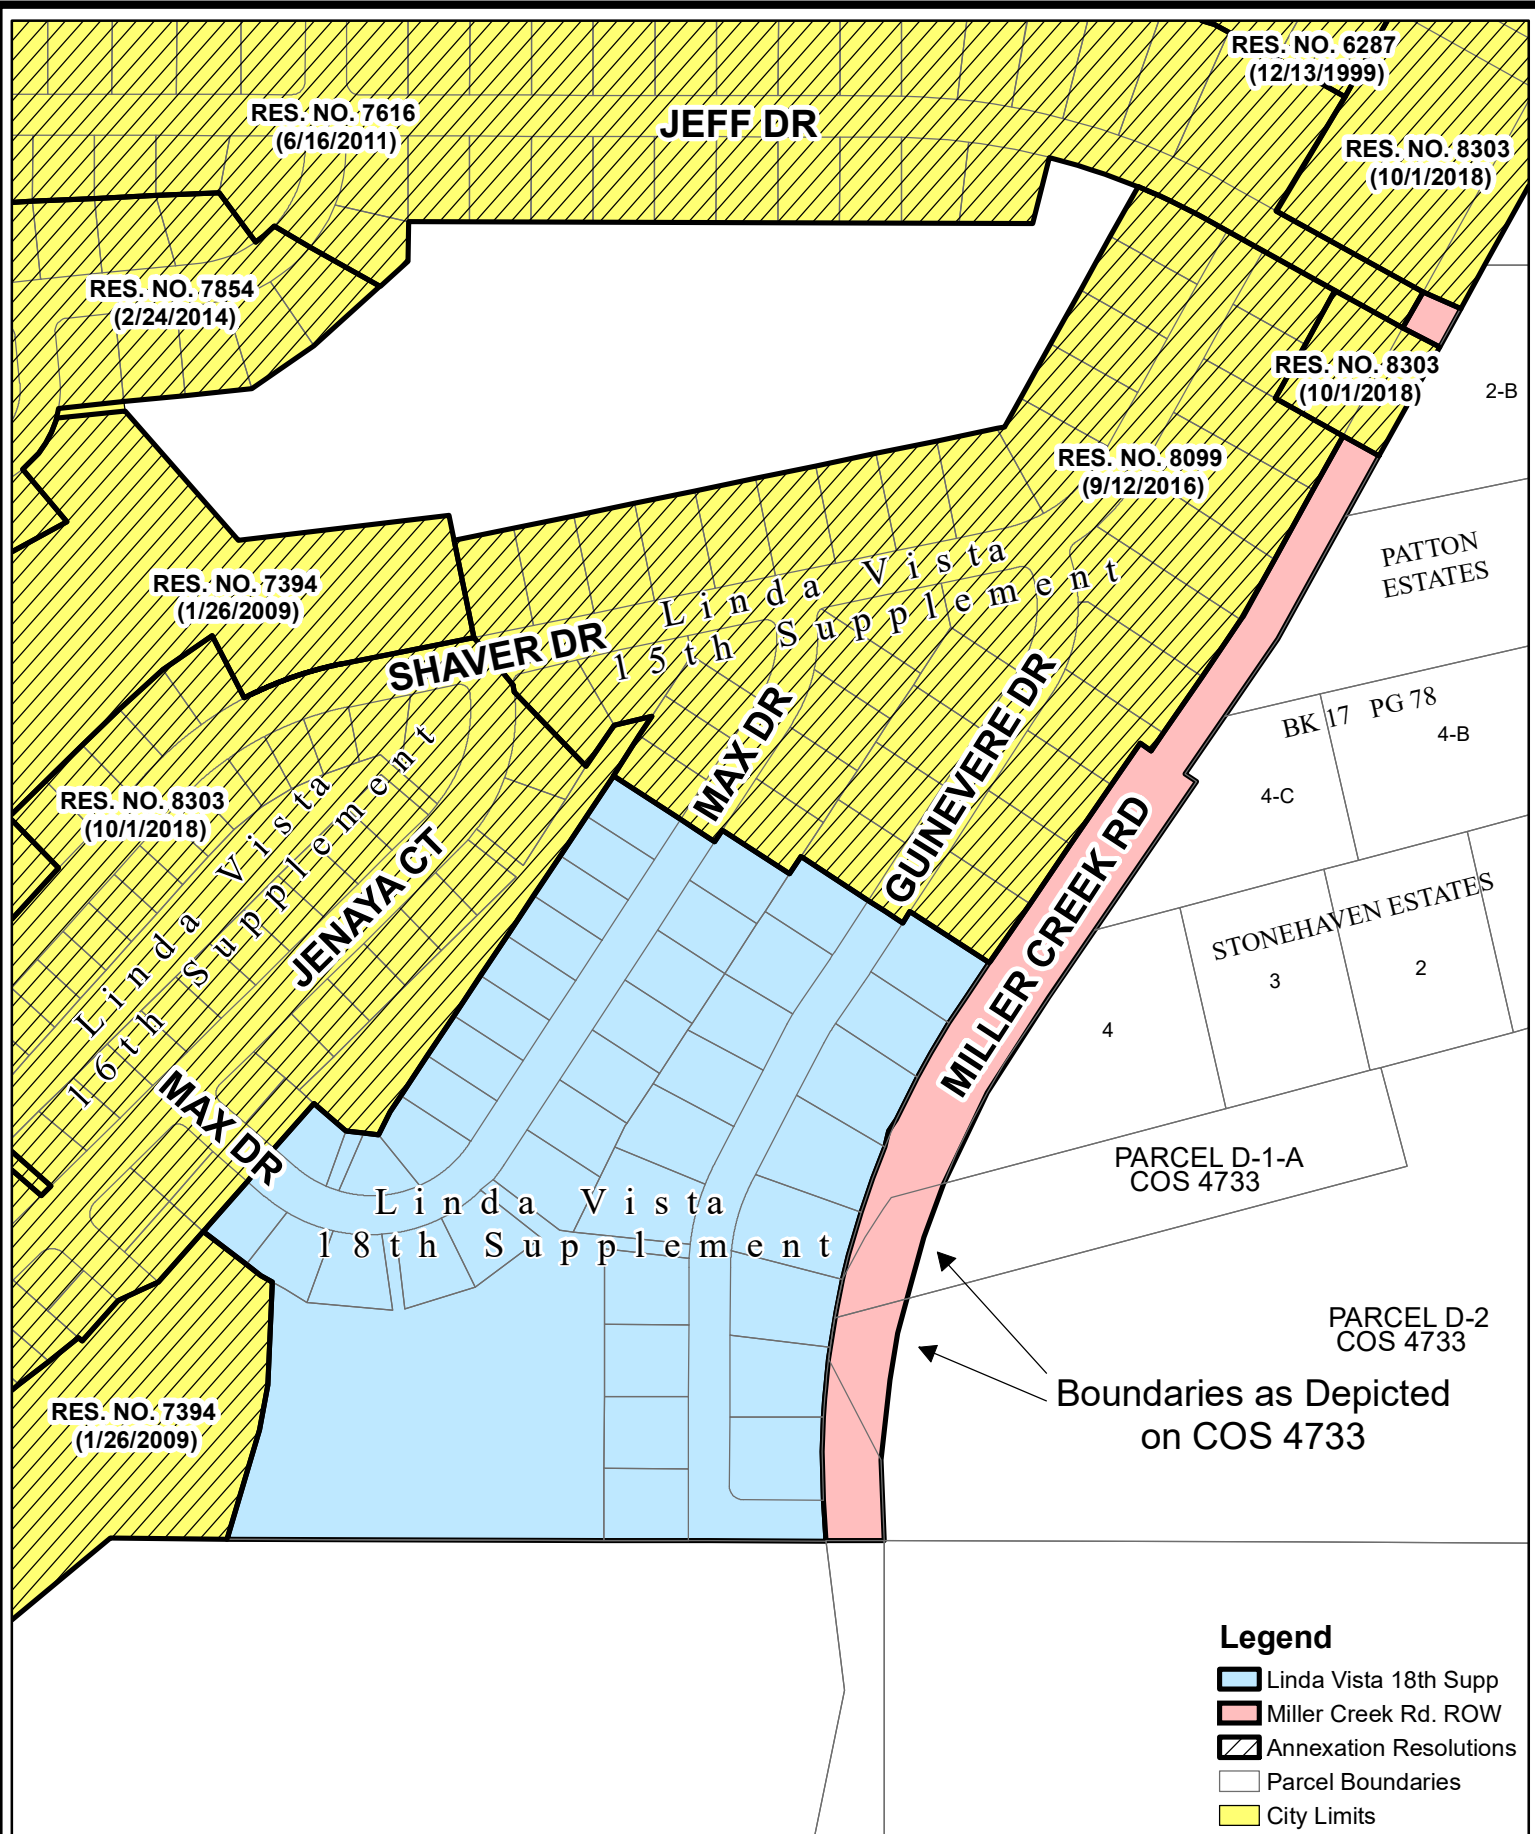 RES. NO. 6287
(12/13/1999)
RES. NO. 7616
(6/16/2011)
JEFF DR
RES. NO. 8303
(10/1/2018)
RES. NO. 7854
(2/24/2014)
RES. NO. 8303
(10/1/2018)
2-B
RES. NO. 8099
(9/12/2016)
PATTON
ESTATES
RES. NO. 7394
(1/26/2009)
Linda Vista
15th Supplement
SHAVER DR
MAX DR
GUINEVERE DR
BK 17 PG 78
4-B
4-C
RES. NO. 8303
(10/1/2018)
Linda Vista
16th Supplement
JENAYA CT
MILLER CREEK RD
STONEHAVEN ESTATES
3
2
4
MAX DR
PARCEL D-1-A
COS 4733
Linda Vista
18th Supplement
PARCEL D-2
COS 4733
Boundaries as Depicted
on COS 4733
RES. NO. 7394
(1/26/2009)
Legend
Linda Vista 18th Supp
Miller Creek Rd. ROW
Annexation Resolutions
Parcel Boundaries
City Limits